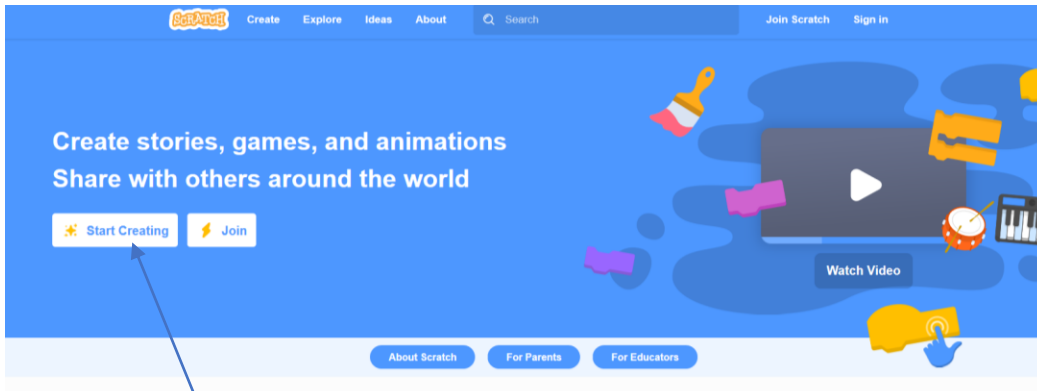 SCRATCH Create Explore Ideas About Search Join Scratch Sign in
Create stories, games, and animations
Share with others around the world
Start Creating Join
Watch Video
About Scratch For Parents For Educators